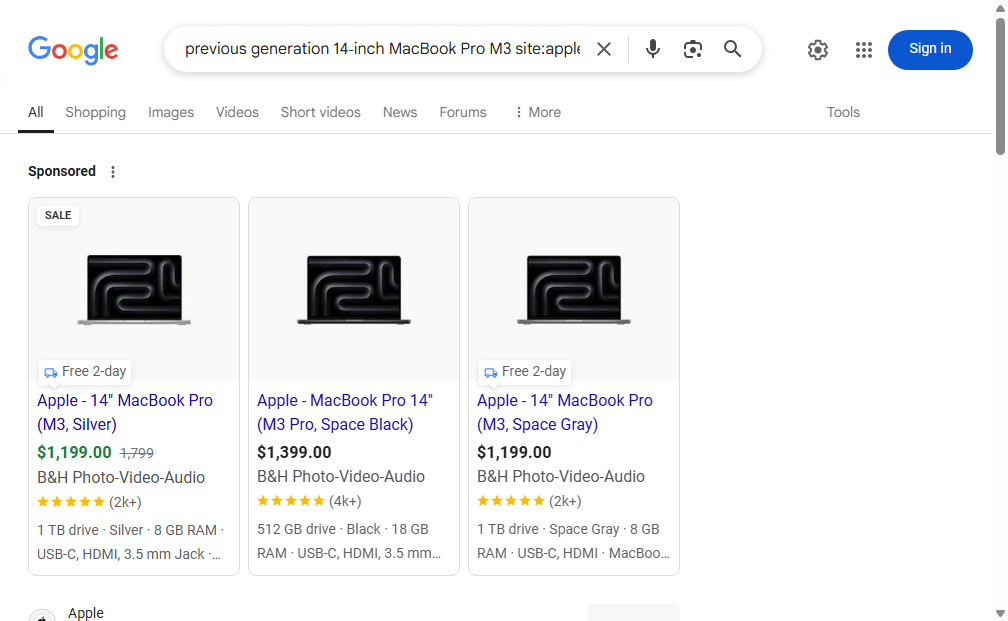 Google
previous generation 14-inch MacBook Pro M3 site:apple
Sign in
All Shopping Images Videos Short videos News Forums More Tools
Sponsored
SALE
Free 2-day
Apple - 14" MacBook Pro
(M3, Silver)
$1,199.00 1,799
B&H Photo-Video-Audio
(2k+)
1 TB drive · Silver · 8 GB RAM ·
USB-C, HDMI, 3.5 mm Jack ·...
Apple - MacBook Pro 14"
(M3 Pro, Space Black)
$1,399.00
B&H Photo-Video-Audio
(4k+)
512 GB drive · Black · 18 GB
RAM · USB-C, HDMI, 3.5 mm...
Free 2-day
Apple - 14" MacBook Pro
(M3, Space Gray)
$1,199.00
B&H Photo-Video-Audio
(2k+)
1 TB drive · Space Gray · 8 GB
RAM · USB-C, HDMI · MacBoo...
Apple